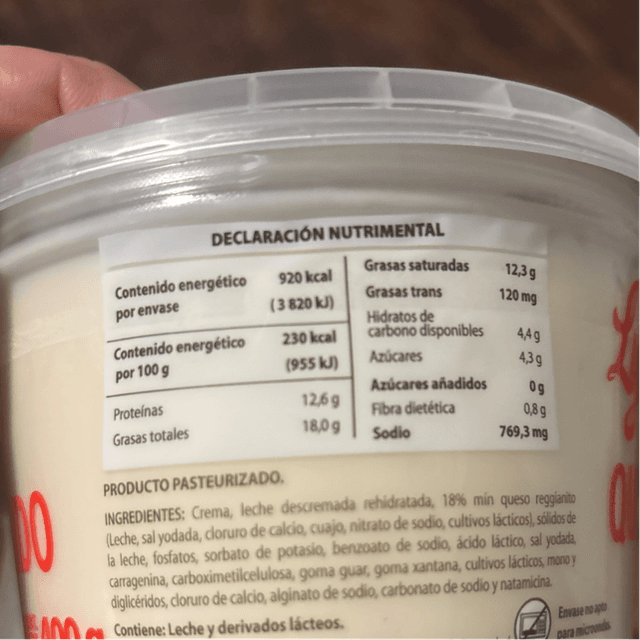 DECLARACIÓN NUTRIMENTAL
Contenido energético 920 kcal
por envase (3 820 kJ)
Contenido energético 230 kcal
por 100 g (955 kJ)
Proteínas 12,6 g
Grasas totales 18,0 g
Grasas saturadas 12,3 g
Grasas trans 120 mg
Hidratos de
carbono disponibles 4,4 g
Azúcares 4,3 g
Azúcares añadidos 0 g
Fibra dietética 0,8 g
Sodio 769,3 mg
PRODUCTO PASTEURIZADO.
INGREDIENTES: Crema, leche descremada rehidratada, 18% mín queso reggianito
(Leche, sal yodada, cloruro de calcio, cuajo, nitrato de sodio, cultivos lácticos), sólidos de
la leche, fosfatos, sorbato de potasio, benzoato de sodio, ácido láctico, sal yodada,
carragenina, carboximetilcelulosa, goma guar, goma xantana, cultivos lácticos, mono y
diglicéridos, cloruro de calcio, alginato de sodio, carbonato de sodio y natamicina.
Contiene: Leche y derivados lácteos.
Envase no apto
para microondas.
400 g